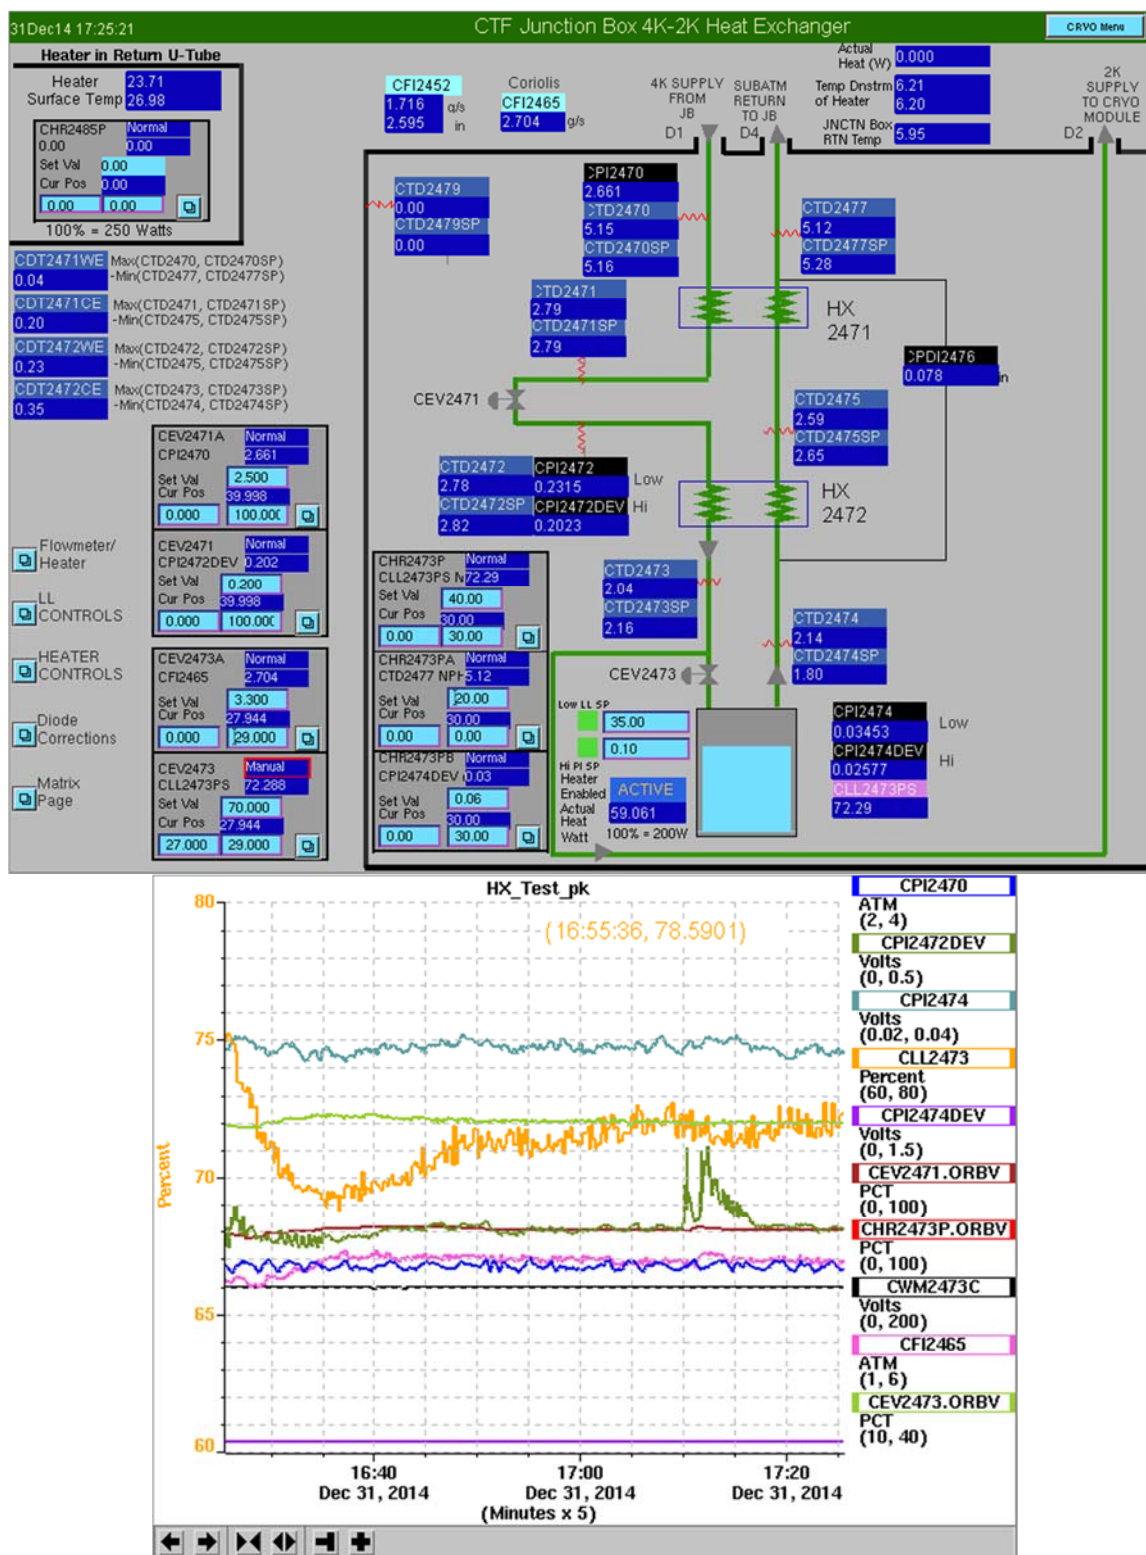 31Dec14 17:25:21
CTF Junction Box 4K-2K Heat Exchanger
CRYO Menu
Heater in Return U-Tube
Heater 23.71
Surface Temp 26.98
CHR2485P Normal
0.00 0.00
Set Val 0.00
Cur Pos 0.00
0.00 0.00
100% = 250 Watts
CFI2452
1.716 g/s
2.595 in
Coriolis
CFI2465
2.704 g/s
4K SUPPLY
FROM
JB
D1
SUBATM
RETURN
TO JB
D4
Actual
Heat (W) 0.000
Temp Dnstrm 6.21
of Heater 6.20
JNCTN Box
RTN Temp 5.95
2K
SUPPLY
TO CRYO
MODULE
D2
CDT2471WE Max(CTD2470, CTD2470SP)
0.04 -Min(CTD2477, CTD2477SP)
CDT2471CE Max(CTD2471, CTD2471SP)
0.20 -Min(CTD2475, CTD2475SP)
CDT2472WE Max(CTD2472, CTD2472SP)
0.23 -Min(CTD2475, CTD2475SP)
CDT2472CE Max(CTD2473, CTD2473SP)
0.35 -Min(CTD2474, CTD2474SP)
CTD2479
0.00
CTD2479SP
0.00
CPI2470
2.661
CTD2470
5.15
CTD2470SP
5.16
CTD2477
5.12
CTD2477SP
5.28
CTD2471
2.79
CTD2471SP
2.79
HX
2471
CPDI2476
0.078 in
CEV2471
CTD2475
2.59
CTD2475SP
2.65
CTD2472
2.78
CTD2472SP
2.82
CPI2472
0.2315 Low
CPI2472DEV Hi
0.2023
HX
2472
CEV2471A Normal
CPI2470 2.661
Set Val 2.500
Cur Pos 39.998
0.000 100.000
CEV2471 Normal
CPI2472DEV 0.202
Set Val 0.200
Cur Pos 39.998
0.000 100.000
CEV2473A Normal
CFI2465 2.704
Set Val 3.300
Cur Pos 27.944
0.000 29.000
CEV2473 Manual
CLL2473PS 72.288
Set Val 70.000
Cur Pos 27.944
27.000 29.000
Flowmeter/
Heater
LL
CONTROLS
HEATER
CONTROLS
Diode
Corrections
Matrix
Page
CHR2473P Normal
CLL2473PS N 72.29
Set Val 40.00
Cur Pos 30.00
0.00 30.00
CHR2473PA Normal
CTD2477 NPH 5.12
Set Val 20.00
Cur Pos 30.00
0.00 0.00
CHR2473PB Normal
CPI2474DEV 0.03
Set Val 0.06
Cur Pos 30.00
0.00 30.00
CTD2473
2.04
CTD2473SP
2.16
CTD2474
2.14
CTD2474SP
1.80
CEV2473
Low LL SP
35.00
0.10
Hi PI SP
Heater
Enabled ACTIVE
Actual
Heat 59.061
Watt 100% = 200W
CPI2474
0.03453 Low
CPI2474DEV
0.02577 Hi
CLL2473PS
72.29
HX_Test_pk
(16:55:36, 78.5901)
Percent
80
75
70
65
60
16:40 17:00 17:20
Dec 31, 2014 Dec 31, 2014 Dec 31, 2014
(Minutes x 5)
CPI2470
ATM
(2, 4)
CPI2472DEV
Volts
(0, 0.5)
CPI2474
Volts
(0.02, 0.04)
CLL2473
Percent
(60, 80)
CPI2474DEV
Volts
(0, 1.5)
CEV2471.ORBV
PCT
(0, 100)
CHR2473P.ORBV
PCT
(0, 100)
CWM2473C
Volts
(0, 200)
CFI2465
ATM
(1, 6)
CEV2473.ORBV
PCT
(10, 40)